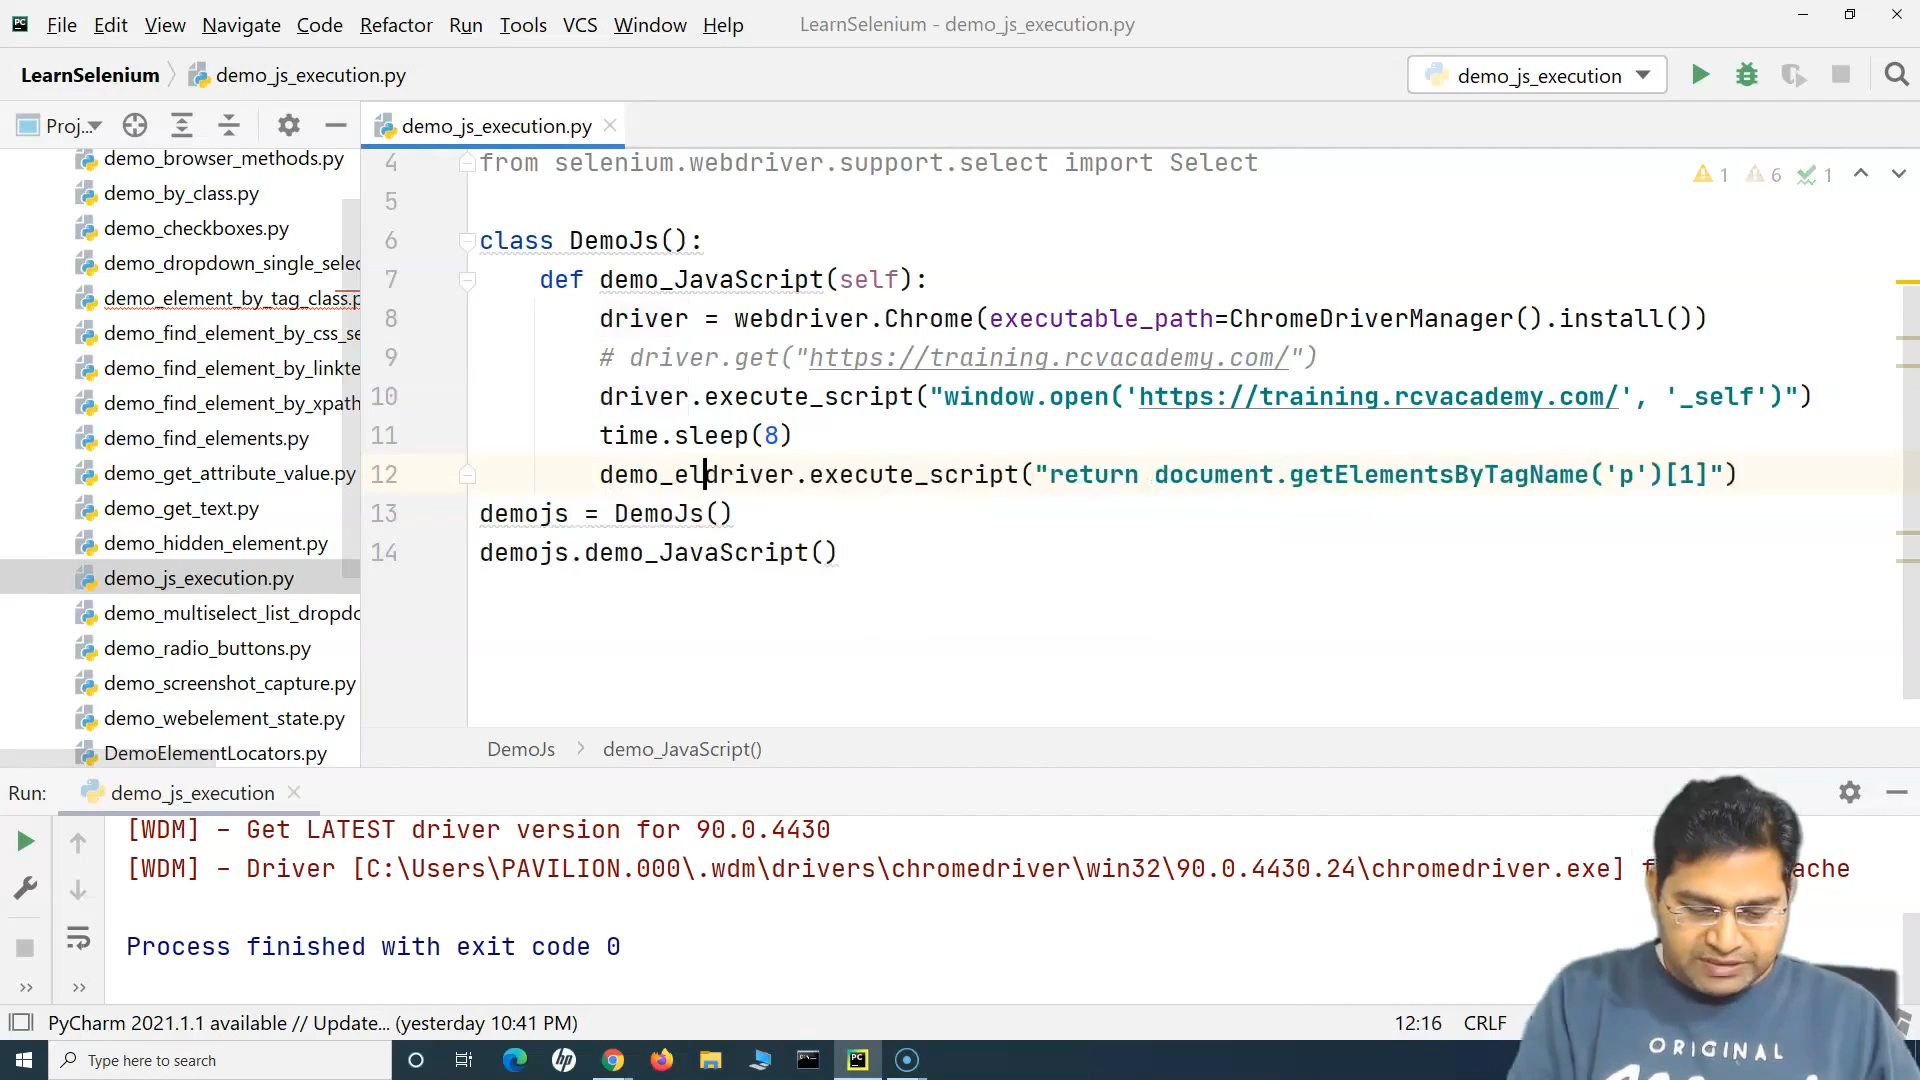 File Edit View Navigate Code Refactor Run Tools VCS Window Help LearnSelenium - demo_js_execution.py
LearnSelenium demo_js_execution.py demo_js_execution
Proj... demo_js_execution.py
demo_browser_methods.py
demo_by_class.py
demo_checkboxes.py
demo_dropdown_single_selec
demo_element_by_tag_class.p
demo_find_element_by_css_se
demo_find_element_by_linkte
demo_find_element_by_xpath
demo_find_elements.py
demo_get_attribute_value.py
demo_get_text.py
demo_hidden_element.py
demo_js_execution.py
demo_multiselect_list_dropdo
demo_radio_buttons.py
demo_screenshot_capture.py
demo_webelement_state.py
DemoElementLocators.py
1 6 1
4 from selenium.webdriver.support.select import Select
5
6 class DemoJs():
7 def demo_JavaScript(self):
8 driver = webdriver.Chrome(executable_path=ChromeDriverManager().install())
9 # driver.get("https://training.rcvacademy.com/")
10 driver.execute_script("window.open('https://training.rcvacademy.com/', '_self')")
11 time.sleep(8)
12 demo_eldriver.execute_script("return document.getElementsByTagName('p')[1]")
13 demojs = DemoJs()
14 demojs.demo_JavaScript()
DemoJs demo_JavaScript()
Run: demo_js_execution
[WDM] - Get LATEST driver version for 90.0.4430
[WDM] - Driver [C:\Users\PAVILION.000\.wdm\drivers\chromedriver\win32\90.0.4430.24\chromedriver.exe] f ache
Process finished with exit code 0
PyCharm 2021.1.1 available // Update... (yesterday 10:41 PM) 12:16 CRLF
Type here to search
ORIGINAL